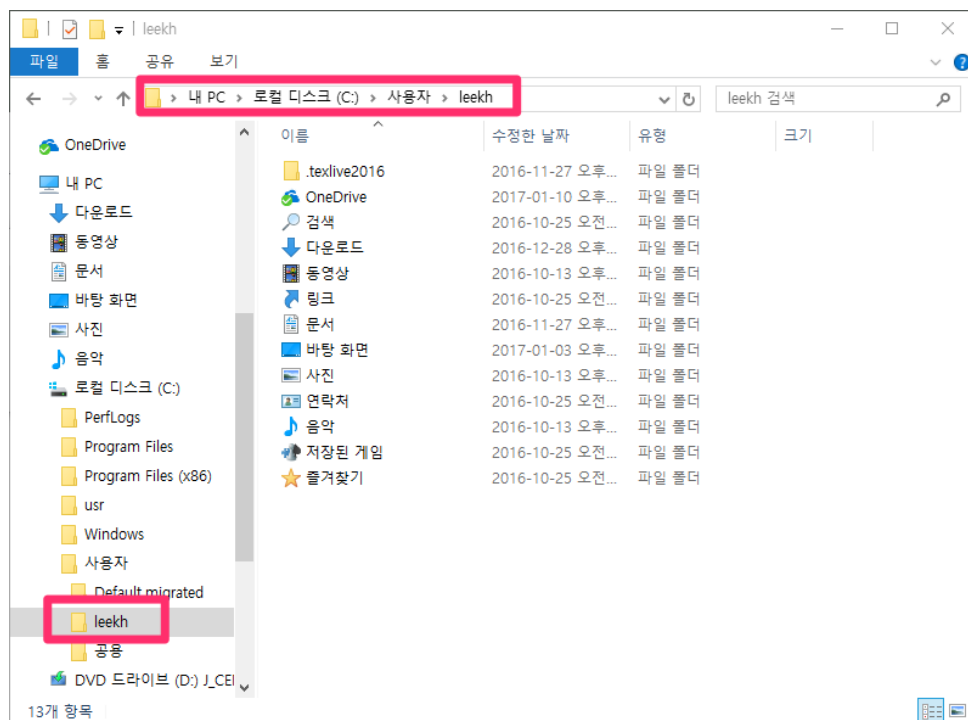 leekh
파일 홈 공유 보기
내 PC 로컬 디스크 (C:) 사용자 leekh
leekh 검색
OneDrive
내 PC
다운로드
동영상
문서
바탕 화면
사진
음악
로컬 디스크 (C:)
PerfLogs
Program Files
Program Files (x86)
usr
Windows
사용자
Default migrated
leekh
공용
DVD 드라이브 (D:) J_CEI
이름 수정한 날짜 유형 크기
.texlive2016 2016-11-27 오후... 파일 폴더
OneDrive 2017-01-10 오후... 파일 폴더
검색 2016-10-25 오전... 파일 폴더
다운로드 2016-12-28 오후... 파일 폴더
동영상 2016-10-13 오후... 파일 폴더
링크 2016-10-25 오전... 파일 폴더
문서 2016-11-27 오후... 파일 폴더
바탕 화면 2017-01-03 오후... 파일 폴더
사진 2016-10-13 오후... 파일 폴더
연락처 2016-10-25 오전... 파일 폴더
음악 2016-10-13 오후... 파일 폴더
저장된 게임 2016-10-25 오전... 파일 폴더
즐겨찾기 2016-10-25 오전... 파일 폴더
13개 항목